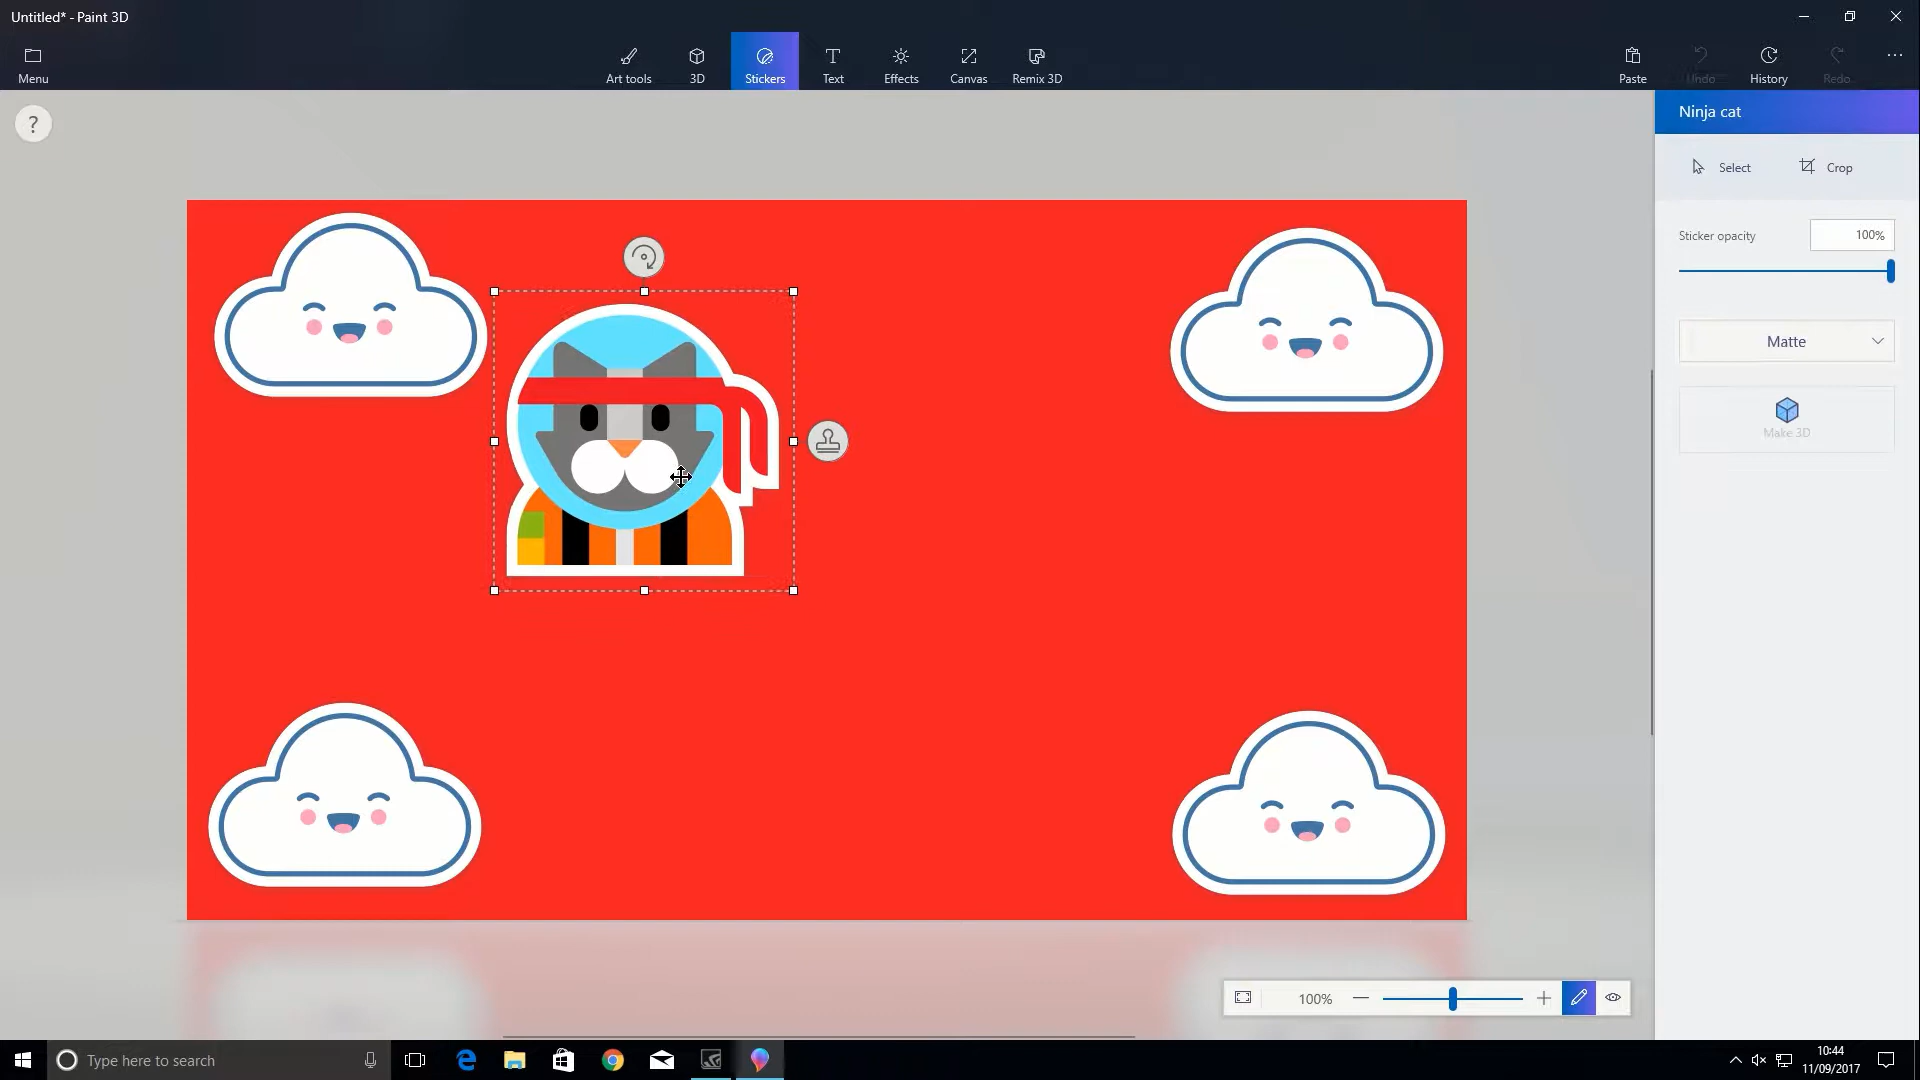 Untitled* - Paint 3D
Menu
Art tools
3D
Stickers
Text
Effects
Canvas
Remix 3D
Paste
Undo
History
Redo
?
Ninja cat
Select
Crop
Sticker opacity
100%
Matte
Make 3D
100%
Type here to search
10:44
11/09/2017